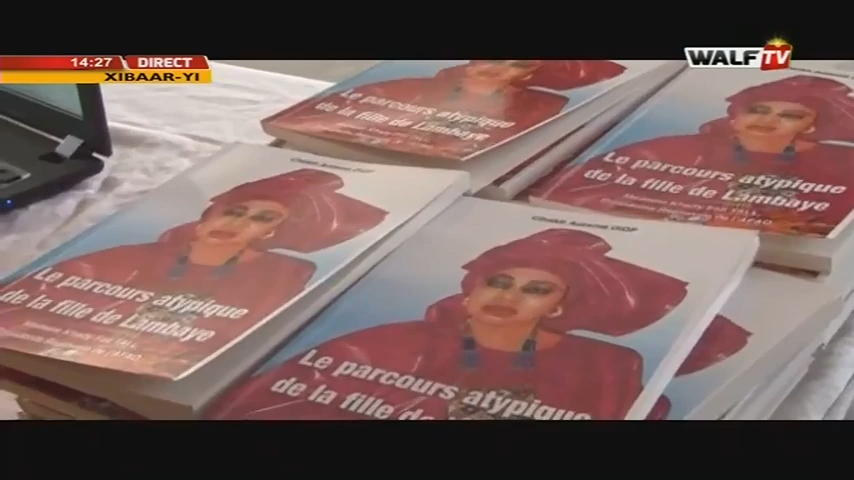 14:27 DIRECT
XIBAAR-YI
WALF TV
Le parcours atypique
de la fille de Lambaye
Le parcours atypique
de la fille de Lambaye
Le parcours atypique
de la fille de Lambaye
Le parcours atypique
de la fille de